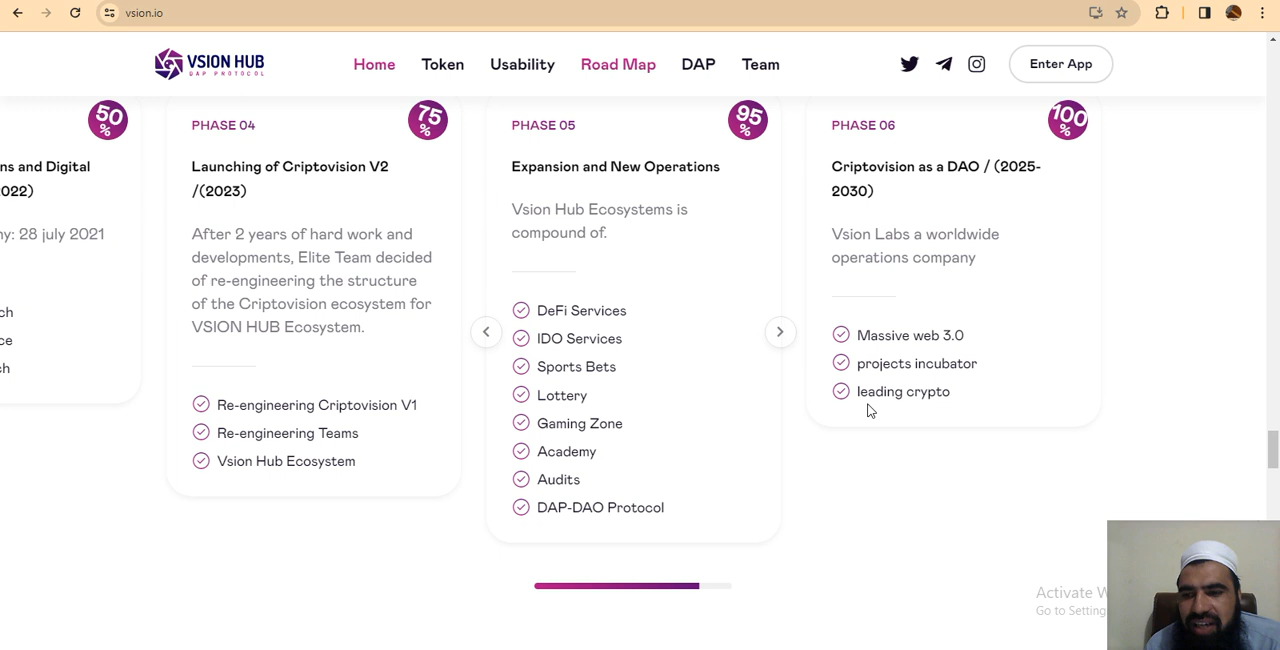 vsion.io
VSION HUB
DAP PROTOCOL
Home
Token
Usability
Road Map
DAP
Team
Enter App
50
%
ns and Digital
022)
ny: 28 july 2021
ch
ce
ch
PHASE 04
75
%
Launching of Criptovision V2
/(2023)
After 2 years of hard work and
developments, Elite Team decided
of re-engineering the structure
of the Criptovision ecosystem for
VSION HUB Ecosystem.
Re-engineering Criptovision V1
Re-engineering Teams
Vsion Hub Ecosystem
PHASE 05
95
%
Expansion and New Operations
Vsion Hub Ecosystems is
compound of.
DeFi Services
IDO Services
Sports Bets
Lottery
Gaming Zone
Academy
Audits
DAP-DAO Protocol
PHASE 06
100
%
Criptovision as a DAO / (2025-
2030)
Vsion Labs a worldwide
operations company
Massive web 3.0
projects incubator
leading crypto
Activate W
Go to Setting